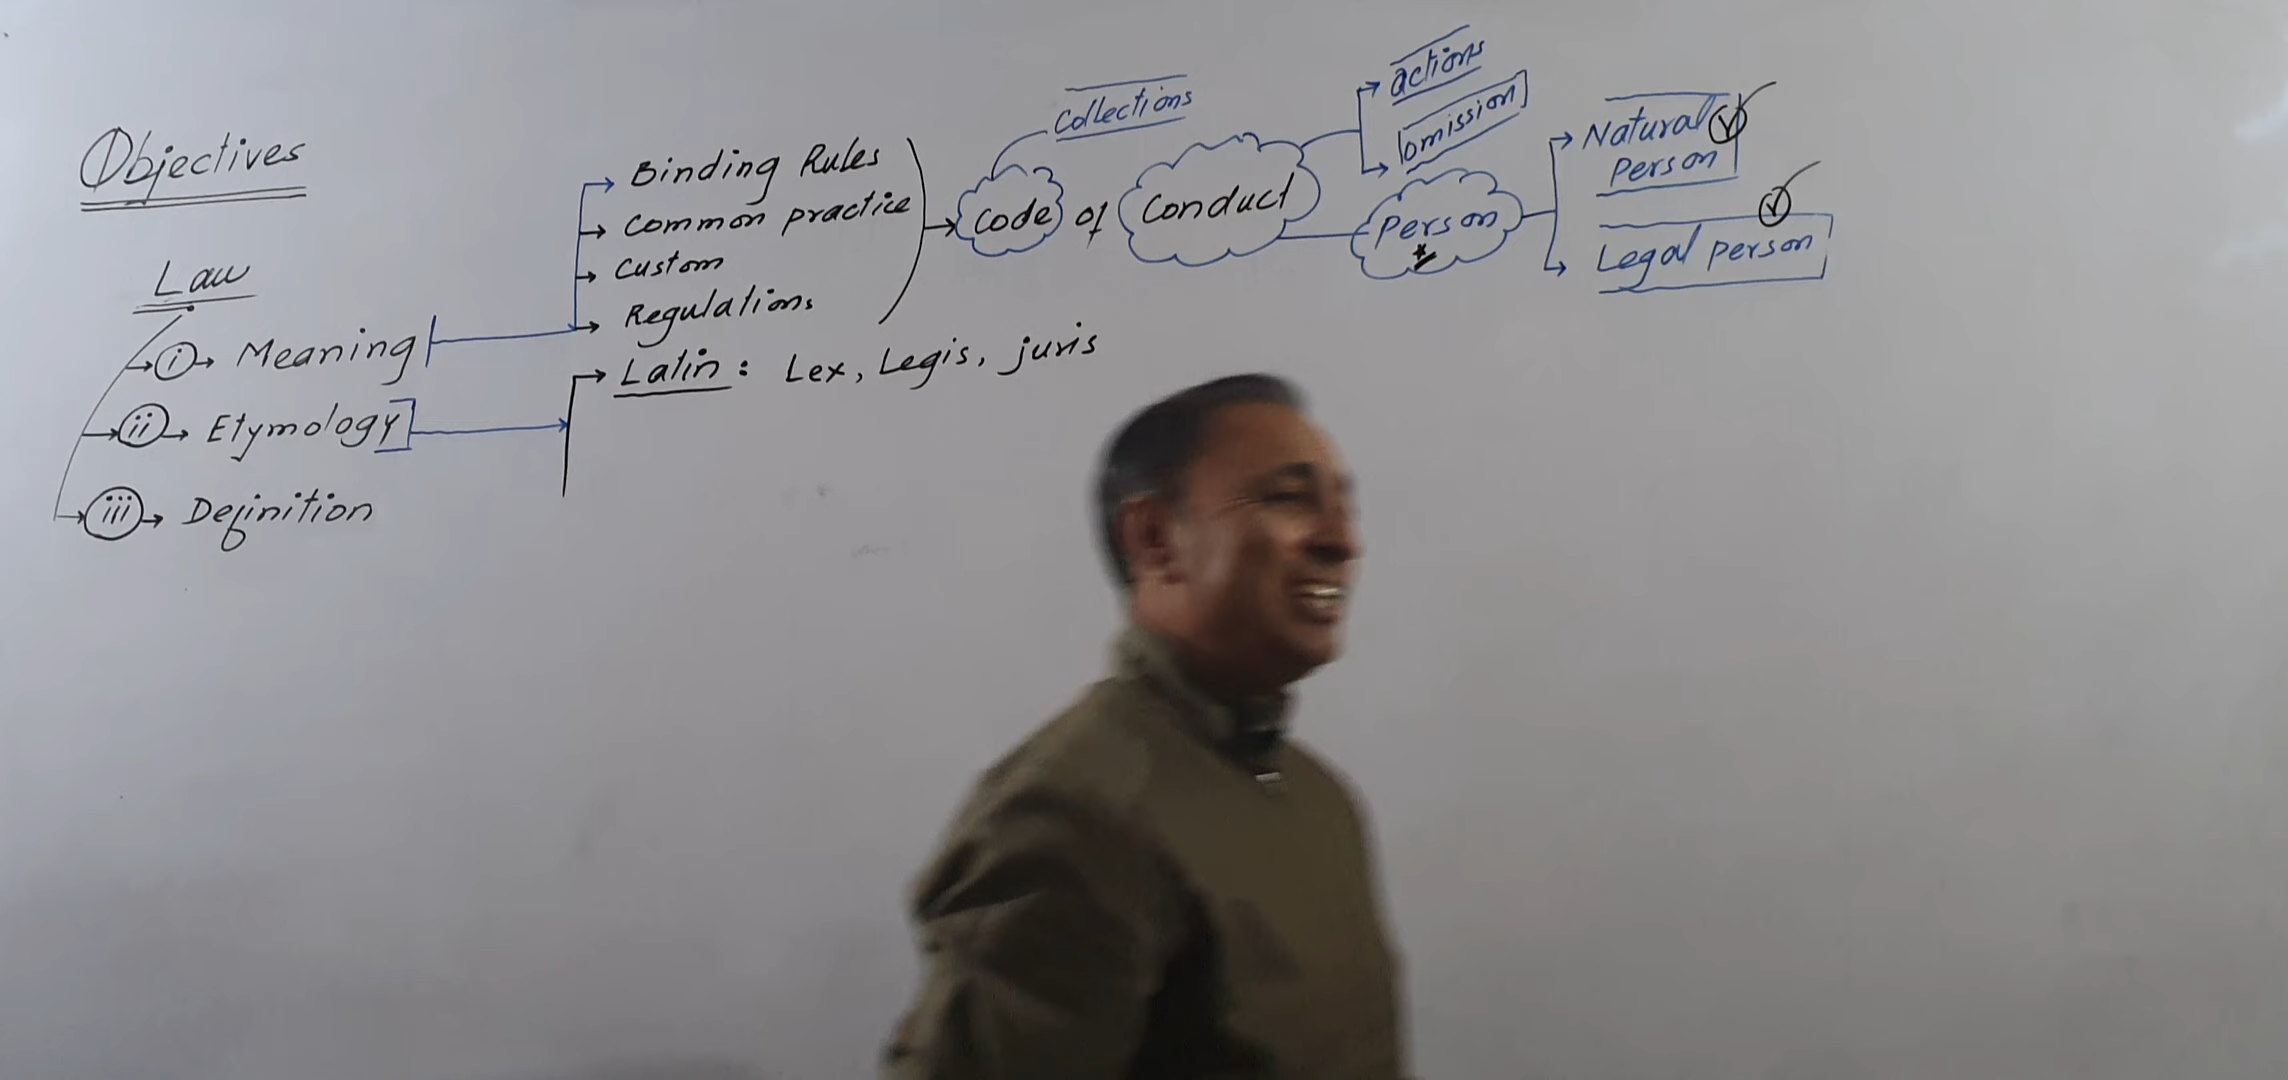 Objectives
Law
i → Meaning
ii → Etymology
iii → Definition
Binding Rules
Common practice
Custom
Regulations
Latin : Lex, Legis, juris
Code of Conduct
Collections
actions
omission
Person
Natural
Person
Legal person